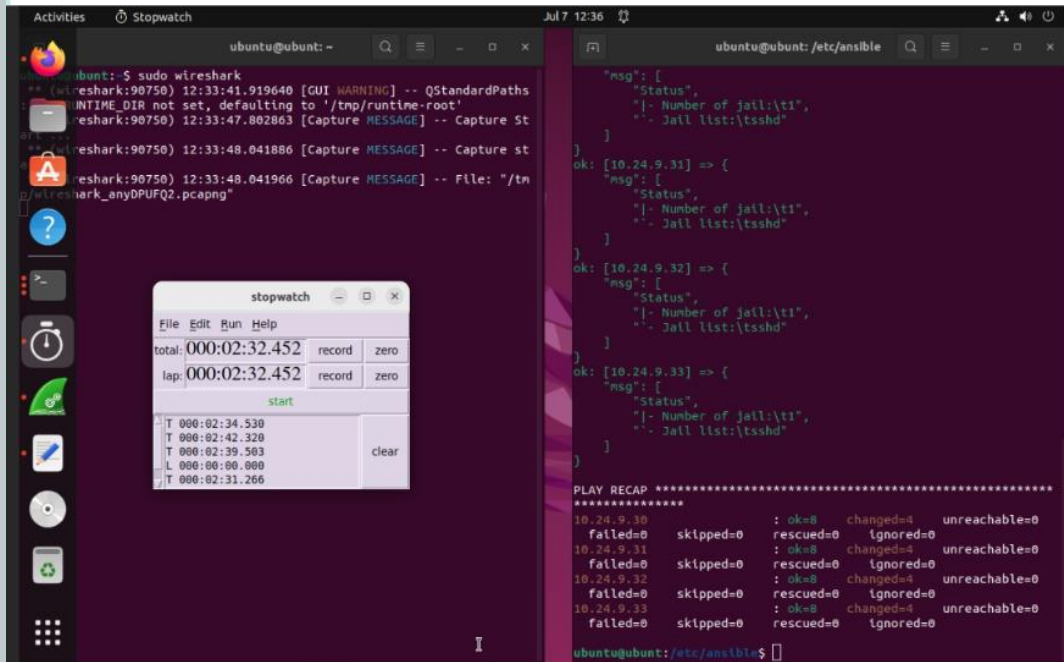 Activities Stopwatch Jul 7 12:36
ubuntu@ubunt: ~
ubuntu@ubunt:~$ sudo wireshark
** (wireshark:90750) 12:33:41.919640 [GUI WARNING] -- QStandardPaths
UNTIME_DIR not set, defaulting to '/tmp/runtime-root'
reshark:90750) 12:33:47.802863 [Capture MESSAGE] -- Capture St
art ...
** (wireshark:90750) 12:33:48.041886 [Capture MESSAGE] -- Capture st
reshark:90750) 12:33:48.041966 [Capture MESSAGE] -- File: "/tm
p/wireshark_anyDPUFQ2.pcapng"
stopwatch
File Edit Run Help
total: 000:02:32.452 record zero
lap: 000:02:32.452 record zero
start
T 000:02:34.530
T 000:02:42.320
T 000:02:39.503
L 000:00:00.000
T 000:02:31.266
clear
ubuntu@ubunt: /etc/ansible
"msg": [
"Status",
"|- Number of jail:\t1",
"`- Jail list:\tsshd"
]
}
ok: [10.24.9.31] => {
"msg": [
"Status",
"|- Number of jail:\t1",
"`- Jail list:\tsshd"
]
}
ok: [10.24.9.32] => {
"msg": [
"Status",
"|- Number of jail:\t1",
"`- Jail list:\tsshd"
]
}
ok: [10.24.9.33] => {
"msg": [
"Status",
"|- Number of jail:\t1",
"`- Jail list:\tsshd"
]
}
PLAY RECAP *******************************************************
***************
10.24.9.30 : ok=8 changed=4 unreachable=0
failed=0 skipped=0 rescued=0 ignored=0
10.24.9.31 : ok=8 changed=4 unreachable=0
failed=0 skipped=0 rescued=0 ignored=0
10.24.9.32 : ok=8 changed=4 unreachable=0
failed=0 skipped=0 rescued=0 ignored=0
10.24.9.33 : ok=8 changed=4 unreachable=0
failed=0 skipped=0 rescued=0 ignored=0
ubuntu@ubunt:/etc/ansible$